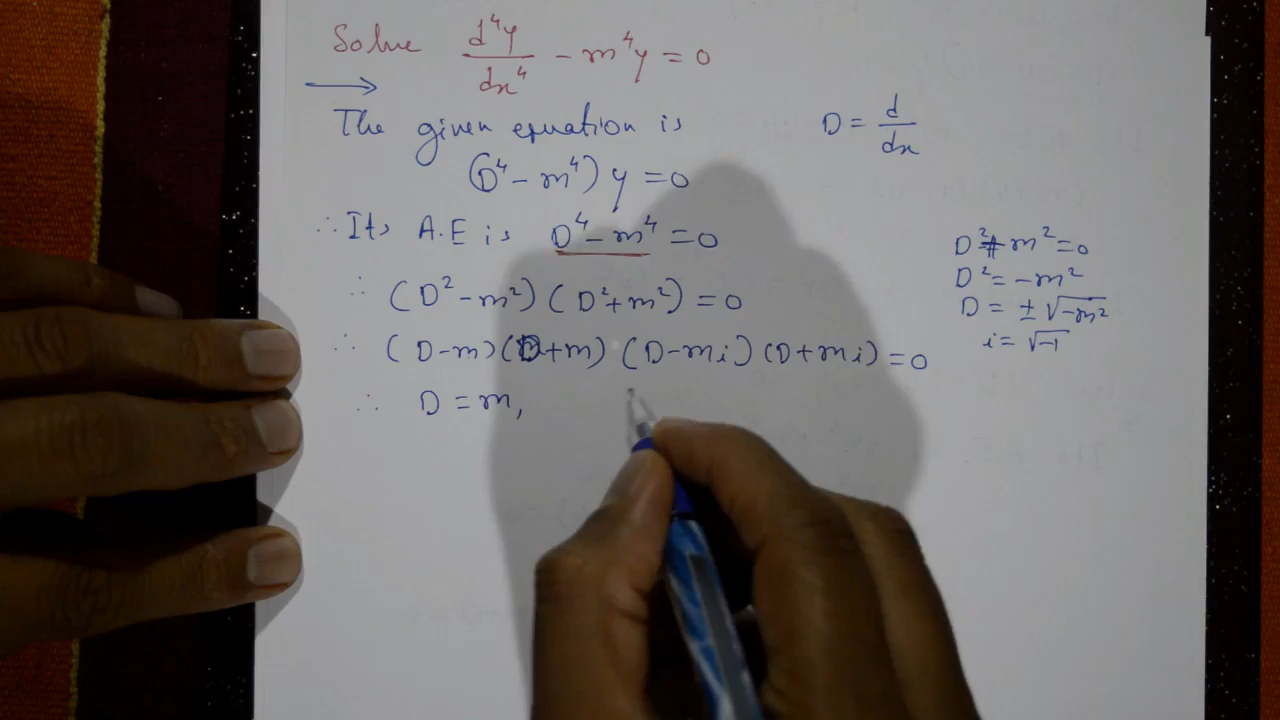 Solve d⁴y/dx⁴ - m⁴y = 0
The given equation is
D = d/dx
(D⁴ - m⁴) y = 0
∴ Its A.E is D⁴ - m⁴ = 0
∴ (D² - m²) (D² + m²) = 0
∴ (D - m) (D + m) (D - mi) (D + mi) = 0
∴ D = m,
D² + m² = 0
D² = -m²
D = ± √-m²
i = √-1